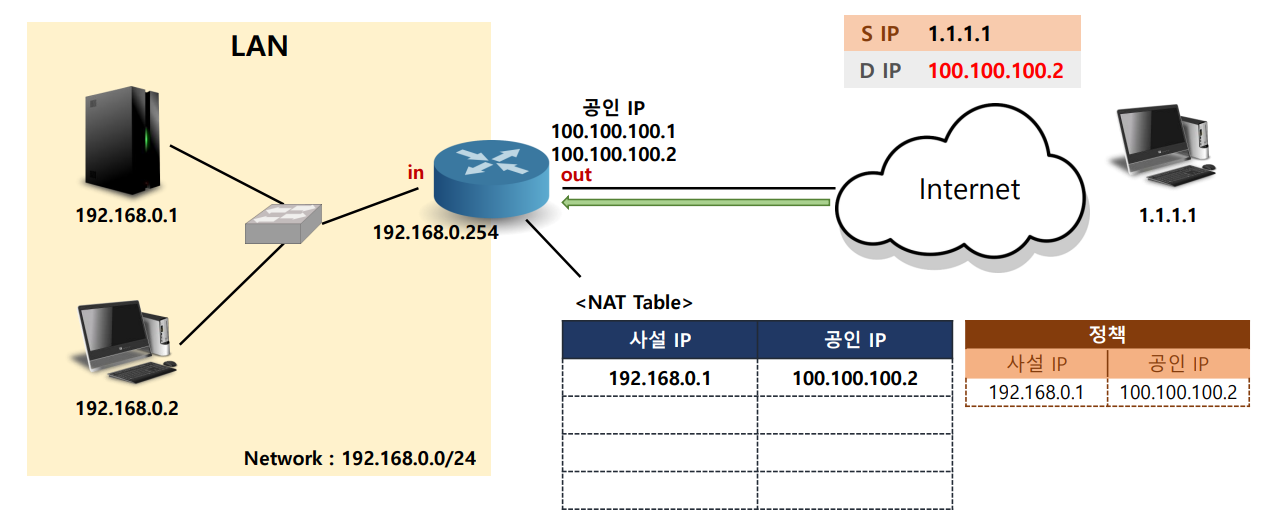 LAN
S IP 1.1.1.1
D IP 100.100.100.2
공인 IP
100.100.100.1
100.100.100.2
in
out
Internet
192.168.0.1
192.168.0.254
1.1.1.1
192.168.0.2
Network : 192.168.0.0/24
<NAT Table>
사설 IP 공인 IP
192.168.0.1 100.100.100.2
정책
사설 IP 공인 IP
192.168.0.1 100.100.100.2